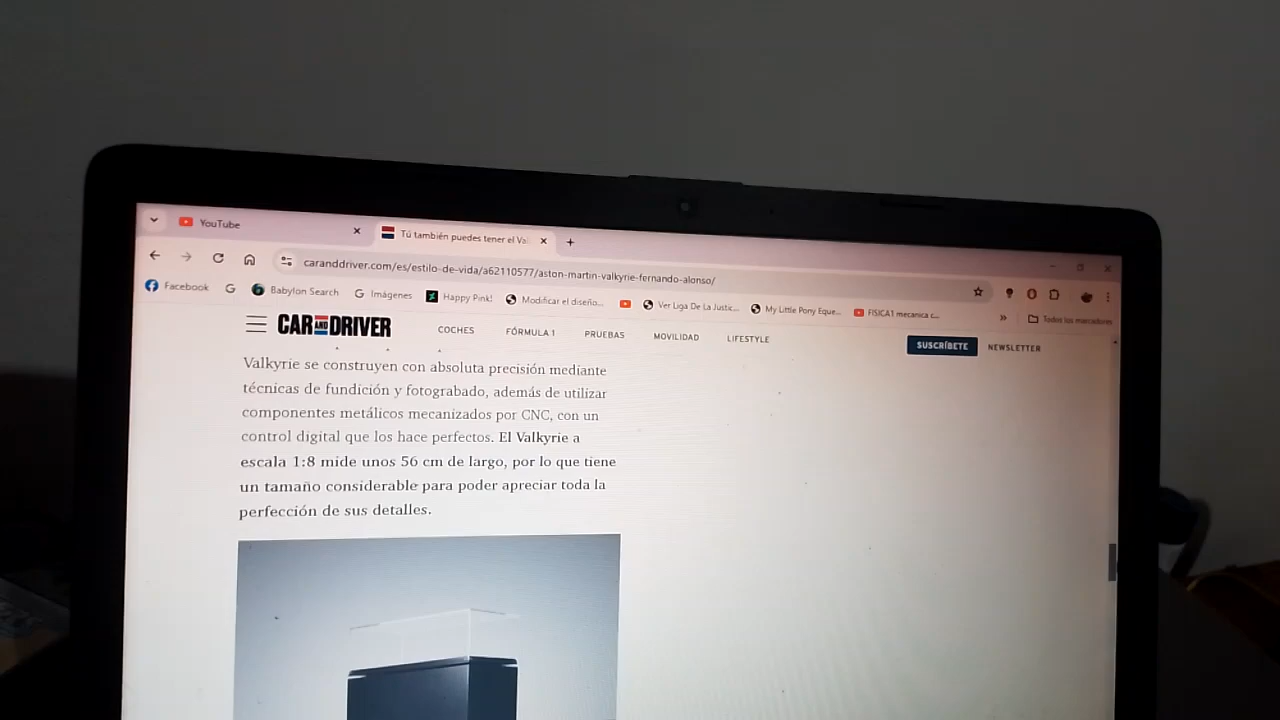 YouTube
Tú también puedes tener el Va
caranddriver.com/es/estilo-de-vida/a62110577/aston-martin-valkyrie-fernando-alonso/
Facebook
Babylon Search
Imágenes
Happy Pink!
Modificar el diseño...
Ver Liga De La Justic...
My Little Pony Eque...
FISICA1 mecanica c...
Todos los marcadores
CAR AND DRIVER
COCHES
FÓRMULA 1
PRUEBAS
MOVILIDAD
LIFESTYLE
SUSCRÍBETE
NEWSLETTER
Valkyrie se construyen con absoluta precisión mediante
técnicas de fundición y fotograbado, además de utilizar
componentes metálicos mecanizados por CNC, con un
control digital que los hace perfectos. El Valkyrie a
escala 1:8 mide unos 56 cm de largo, por lo que tiene
un tamaño considerable para poder apreciar toda la
perfección de sus detalles.